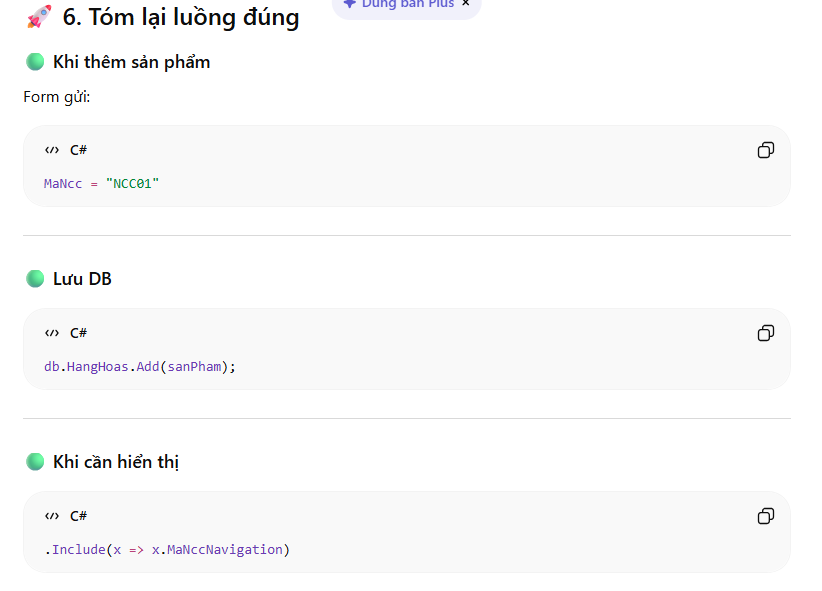 🚀 6. Tóm lại luồng đúng
Dùng bản Plus ×
🟢 Khi thêm sản phẩm
Form gửi:
</> C#
MaNcc = "NCC01"
🟢 Lưu DB
</> C#
db.HangHoas.Add(sanPham);
🟢 Khi cần hiển thị
</> C#
.Include(x => x.MaNccNavigation)